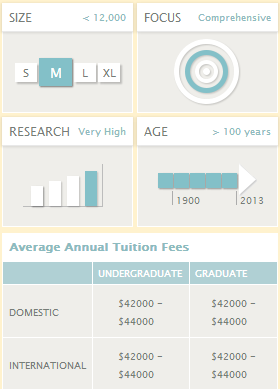 SIZE < 12,000
FOCUS Comprehensive
S M L XL
RESEARCH Very High
AGE > 100 years
1900 2013
Average Annual Tuition Fees
UNDERGRADUATE GRADUATE
DOMESTIC $42000 – $44000 $42000 – $44000
INTERNATIONAL $42000 – $44000 $42000 – $44000